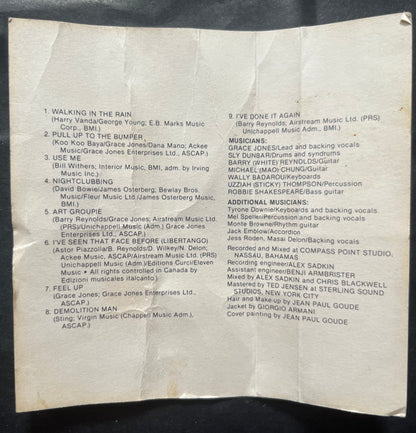 1. WALKING IN THE RAIN
(Harry Vanda/George Young; E.B. Marks Music
Corp., BMI.)
2. PULL UP TO THE BUMPER
(Koo Koo Baya/Grace Jones/Dana Mano; Ackee
Music/Grace Jones Enterprises Ltd., ASCAP.)
3. USE ME
(Bill Withers; Interior Music, BMI, adm. by Irving
Music Inc.)
4. NIGHTCLUBBING
(David Bowie/James Osterberg; Bewlay Bros.
Music/Fleur Music Ltd./James Osterberg Music,
BMI.)
5. ART GROUPIE
(Barry Reynolds/Grace Jones; Airstream Music Ltd.
(PRS)/Unichappell Music (Adm.) Grace Jones
Enterprises Ltd., ASCAP.)
6. I'VE SEEN THAT FACE BEFORE (LIBERTANGO)
(Astor Piazzolla/B. Reynolds/D. Wilkey/N. Delon;
Ackee Music, ASCAP/Airstream Music Ltd. (PRS)
Unichappell Music (Adm.)/Editions Curci/Eleven
Music • All rights controlled in Canada by
Edizioni musicales italcanto.)
7. FEEL UP
(Grace Jones; Grace Jones Enterprises Ltd.,
ASCAP.)
8. DEMOLITION MAN
(Sting; Virgin Music (Chappell Music Adm.),
ASCAP.)
9. I'VE DONE IT AGAIN
(Barry Reynolds; Airstream Music Ltd. (PRS)
Unichappell Music Adm., BMI.)
MUSICIANS:
GRACE JONES/Lead and backing vocals
SLY DUNBAR/Drums and syndrums
BARRY (WHITE) REYNOLDS/Guitar
MICHAEL (MAO) CHUNG/Guitar
WALLY BADAROU/Keyboards
UZZIAH (STICKY) THOMPSON/Percussion
ROBBIE SHAKESPEARE/Bass guitar
ADDITIONAL MUSICIANS:
Tyrone Downie/Keyboards and backing vocals
Mel Speller/Percussion and backing vocals
Monte Browne/Rhythm guitar
Jack Emblow/Accordion
Jess Roden, Masai Delon/Backing vocals
Recorded and Mixed at COMPASS POINT STUDIO,
NASSAU, BAHAMAS
Recording engineer/ALEX SADKIN
Assistant engineer/BENJI ARMBRISTER
Mixed by ALEX SADKIN and CHRIS BLACKWELL
Mastered by TED JENSEN at STERLING SOUND
STUDIOS, NEW YORK CITY
Hair and Make-up by JEAN PAUL GOUDE
Jacket by GIORGIO ARMANI
Cover painting by JEAN PAUL GOUDE